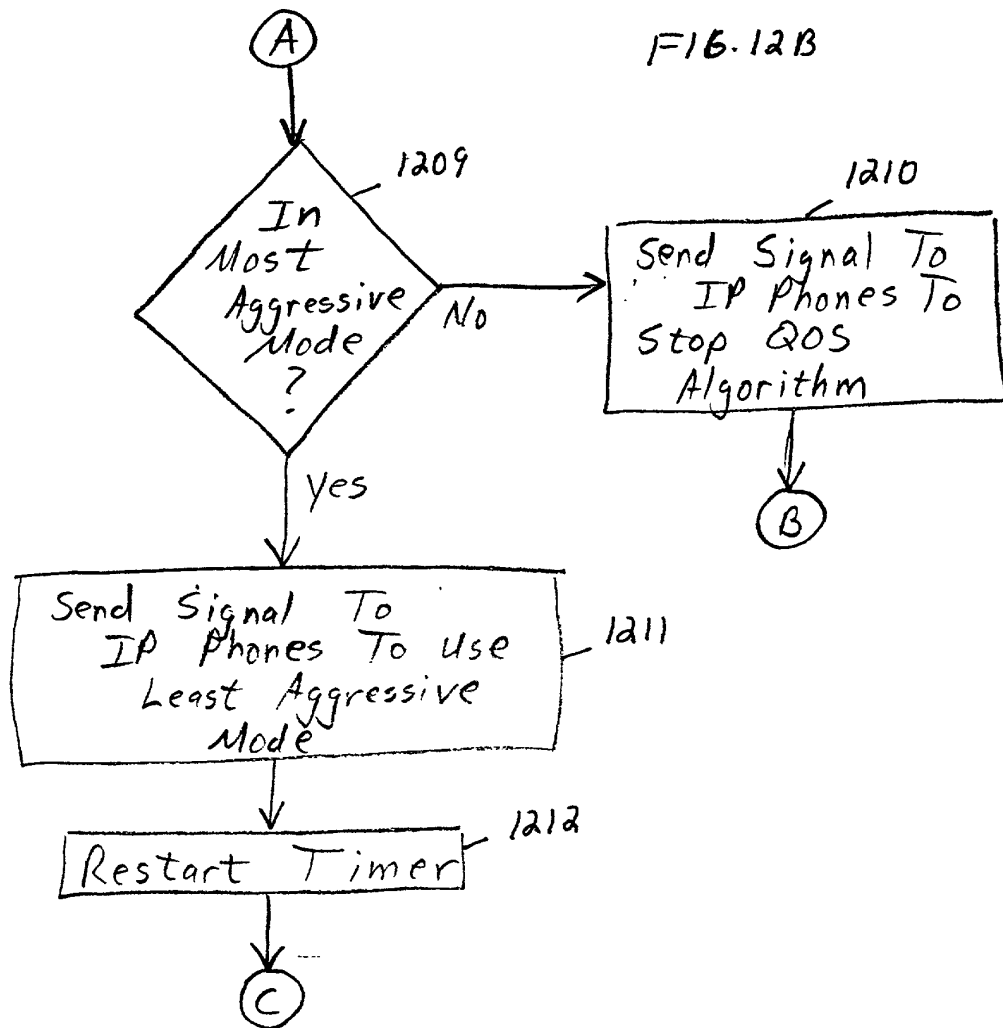 A
FIG. 12B
1209
In
Most
Aggressive
Mode
?
No
1210
Send Signal To
IP Phones To
Stop QOS
Algorithm
B
Yes
Send Signal To
IP Phones To Use
Least Aggressive
Mode
1211
Restart Timer
1212
C